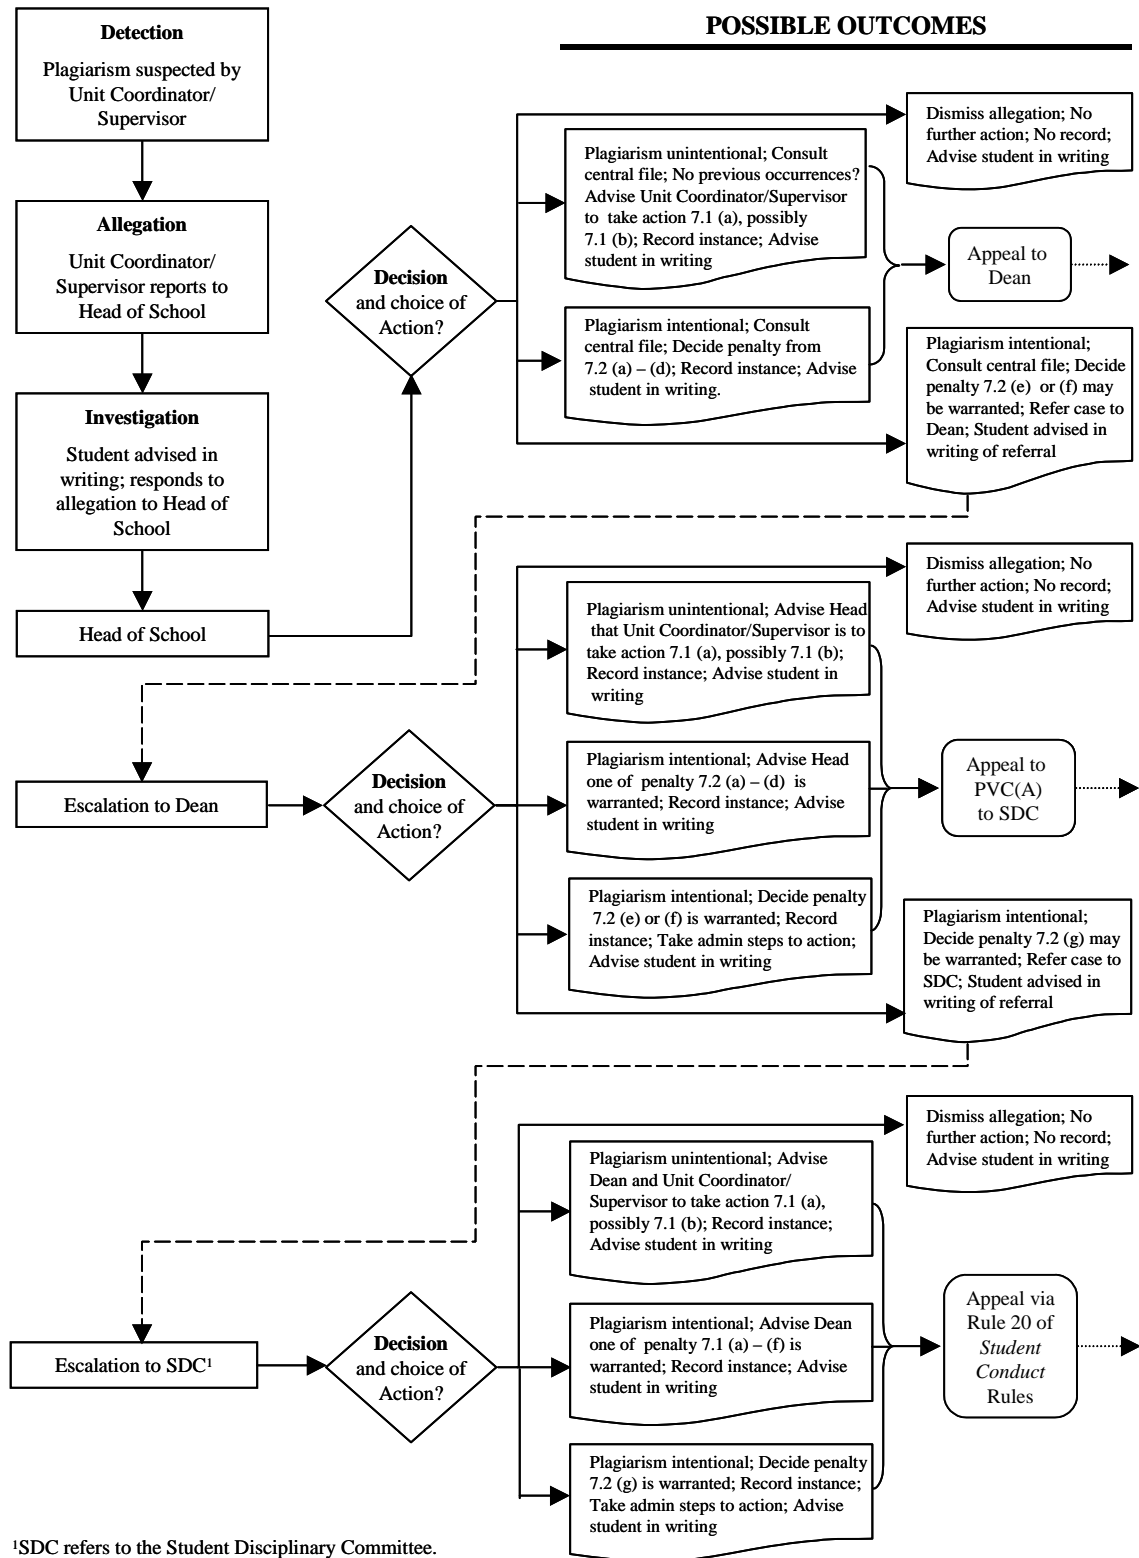 POSSIBLE OUTCOMES
Detection
Plagiarism suspected by
Unit Coordinator/
Supervisor
Allegation
Unit Coordinator/
Supervisor reports to
Head of School
Investigation
Student advised in
writing; responds to
allegation to Head of
School
Head of School
Decision
and choice of
Action?
Dismiss allegation; No
further action; No record;
Advise student in writing
Plagiarism unintentional; Consult
central file; No previous occurrences?
Advise Unit Coordinator/Supervisor
to take action 7.1 (a), possibly
7.1 (b); Record instance; Advise
student in writing
Plagiarism intentional; Consult
central file; Decide penalty from
7.2 (a) – (d); Record instance; Advise
student in writing.
Appeal to
Dean
Plagiarism intentional;
Consult central file; Decide
penalty 7.2 (e) or (f) may
be warranted; Refer case to
Dean; Student advised in
writing of referral
Escalation to Dean
Decision
and choice of
Action?
Dismiss allegation; No
further action; No record;
Advise student in writing
Plagiarism unintentional; Advise Head
that Unit Coordinator/Supervisor is to
take action 7.1 (a), possibly 7.1 (b);
Record instance; Advise student in
writing
Plagiarism intentional; Advise Head
one of penalty 7.2 (a) – (d) is
warranted; Record instance; Advise
student in writing
Plagiarism intentional; Decide penalty
7.2 (e) or (f) is warranted; Record
instance; Take admin steps to action;
Advise student in writing
Appeal to
PVC(A)
to SDC
Plagiarism intentional;
Decide penalty 7.2 (g) may
be warranted; Refer case to
SDC; Student advised in
writing of referral
Escalation to SDC¹
Decision
and choice of
Action?
Dismiss allegation; No
further action; No record;
Advise student in writing
Plagiarism unintentional; Advise
Dean and Unit Coordinator/
Supervisor to take action 7.1 (a),
possibly 7.1 (b); Record instance;
Advise student in writing
Plagiarism intentional; Advise Dean
one of penalty 7.1 (a) – (f) is
warranted; Record instance; Advise
student in writing
Plagiarism intentional; Decide penalty
7.2 (g) is warranted; Record instance;
Take admin steps to action; Advise
student in writing
Appeal via
Rule 20 of
Student
Conduct
Rules
¹SDC refers to the Student Disciplinary Committee.